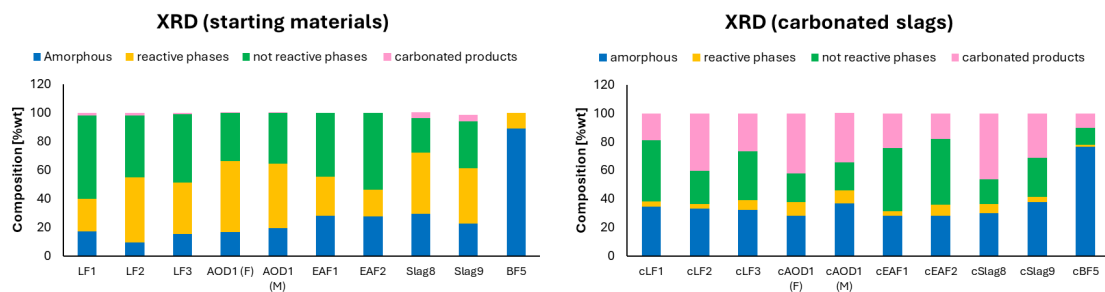 XRD (starting materials)
Amorphous reactive phases not reactive phases carbonated products
Composition [%wt]
120
100
80
60
40
20
0
LF1 LF2 LF3 AOD1 (F) AOD1 (M) EAF1 EAF2 Slag8 Slag9 BF5
XRD (carbonated slags)
amorphous reactive phases not reactive phases carbonated products
Composition [%wt]
120
100
80
60
40
20
0
cLF1 cLF2 cLF3 cAOD1 (F) cAOD1 (M) cEAF1 cEAF2 cSlag8 cSlag9 cBF5